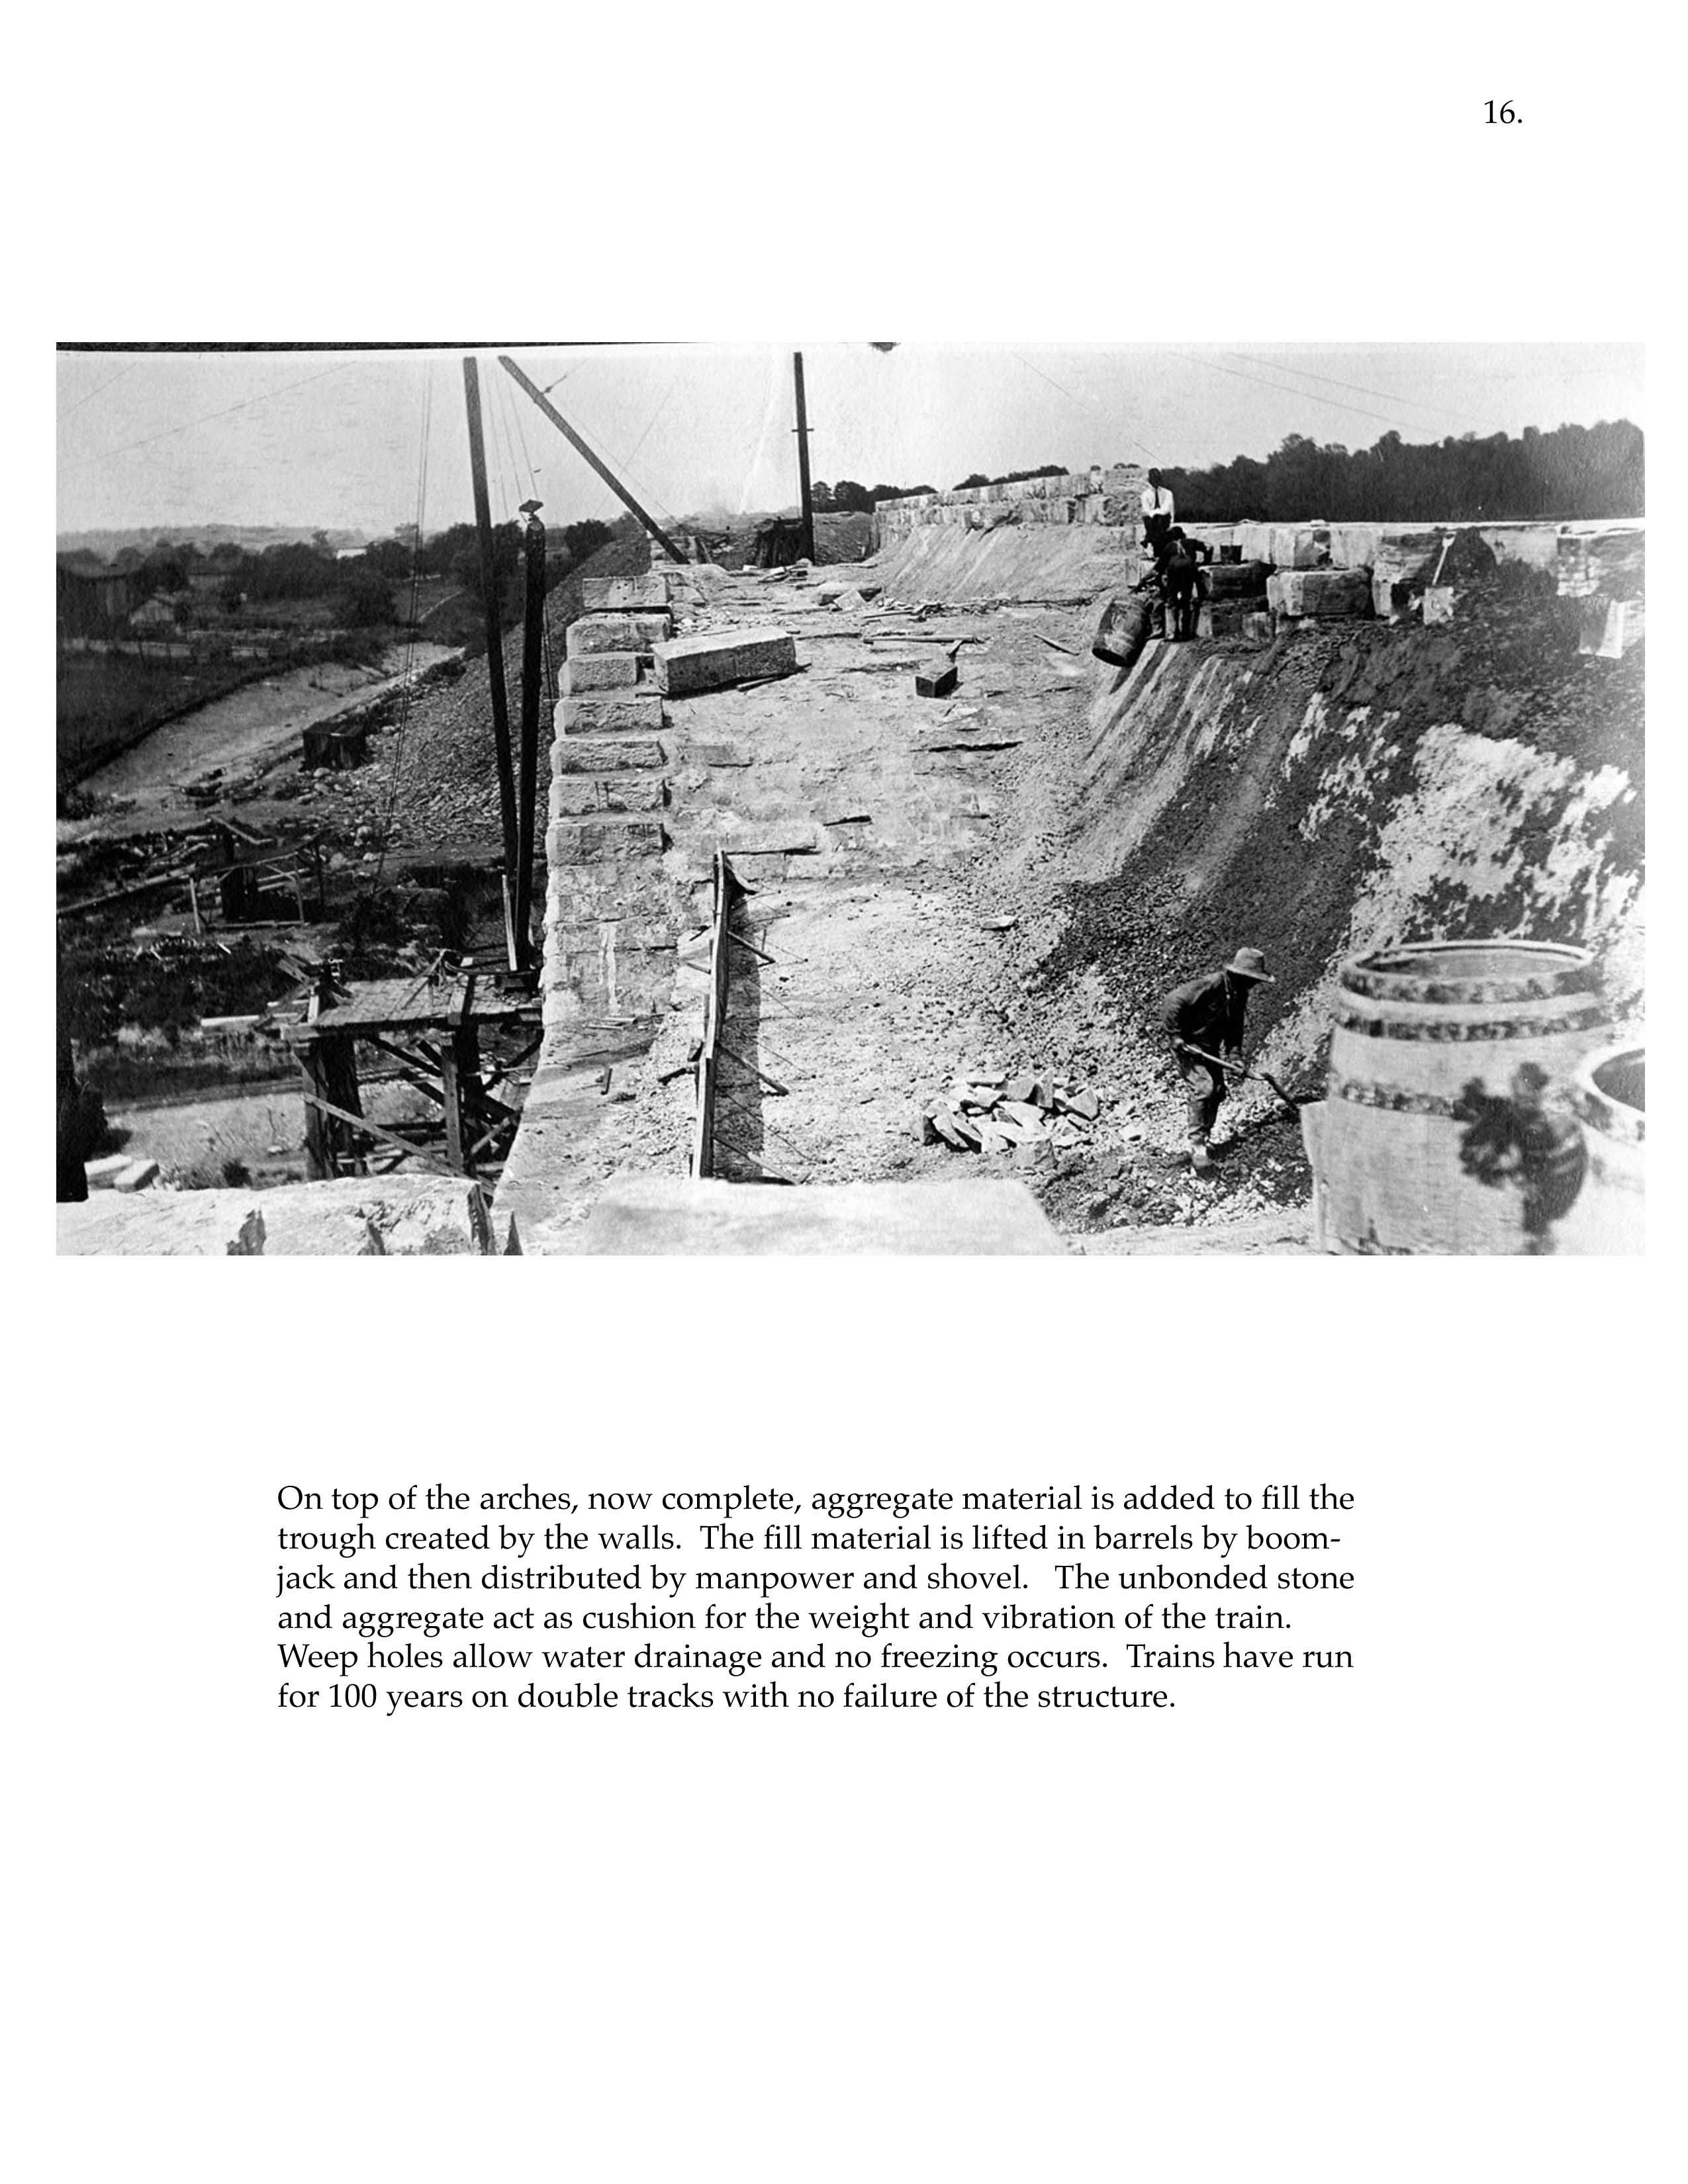 16.
On top of the arches, now complete, aggregate material is added to fill the
trough created by the walls.  The fill material is lifted in barrels by boom-
jack and then distributed by manpower and shovel.   The unbonded stone
and aggregate act as cushion for the weight and vibration of the train.
Weep holes allow water drainage and no freezing occurs.  Trains have run
for 100 years on double tracks with no failure of the structure.